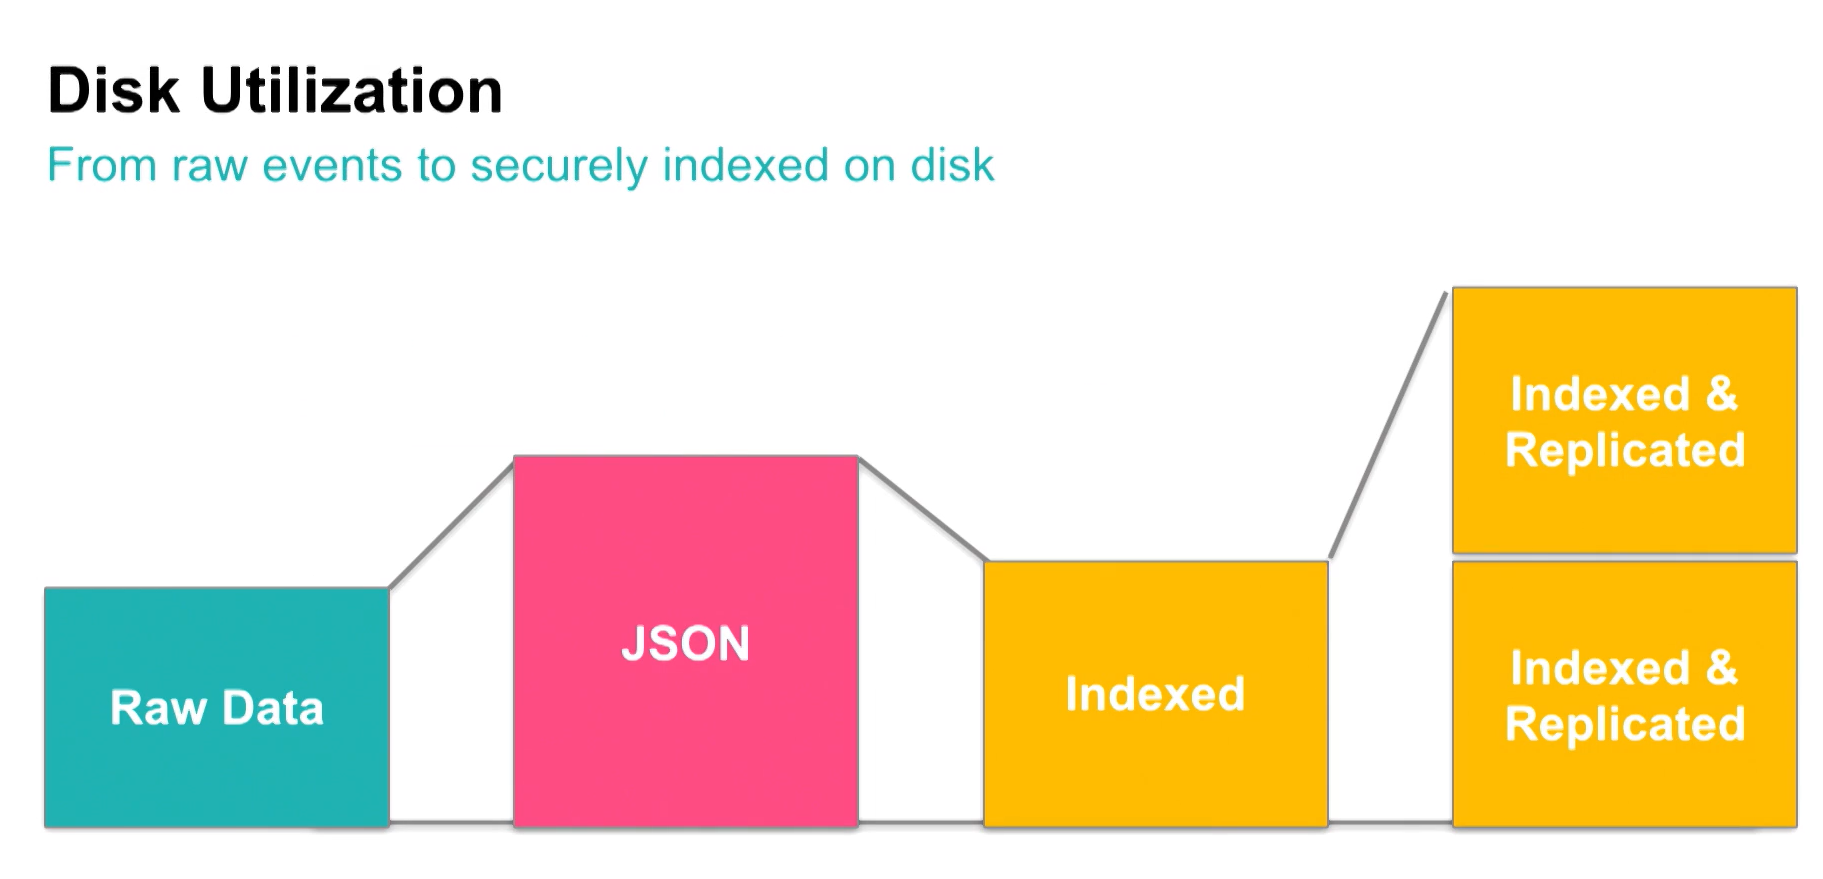 Disk Utilization
From raw events to securely indexed on disk
Raw Data
JSON
Indexed
Indexed &
Replicated
Indexed &
Replicated